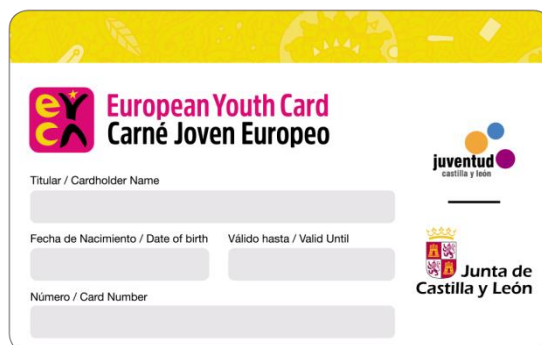 eyca
European Youth Card
Carné Joven Europeo
Titular / Cardholder Name
Fecha de Nacimiento / Date of birth
Válido hasta / Valid Until
Número / Card Number
juventud
castilla y león
Junta de
Castilla y León